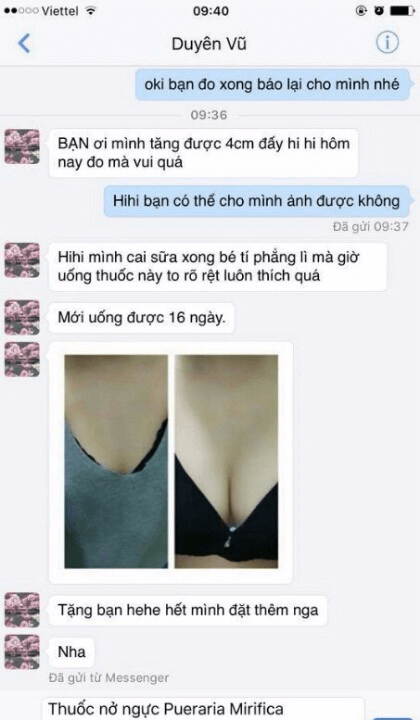 Viettel 09:40
Duyên Vũ
oki bạn đo xong báo lại cho mình nhé
09:36
BẠN ơi mình tăng được 4cm đấy hi hi hôm
nay đo mà vui quá
Hihi bạn có thể cho mình ảnh được không
Đã gửi 09:37
Hihi mình cai sữa xong bé tí phẳng lì mà giờ
uống thuốc này to rõ rệt luôn thích quá
Mới uống được 16 ngày.
Tặng bạn hehe hết mình đặt thêm nga
Nha
Đã gửi từ Messenger
Thuốc nở ngực Pueraria Mirifica